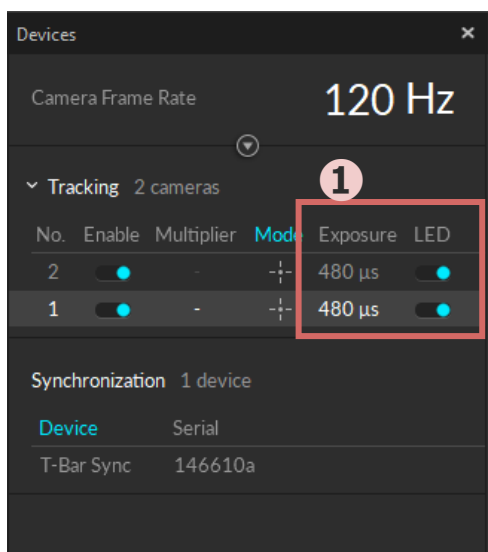 Devices ×
Camera Frame Rate 120 Hz
Tracking 2 cameras
1
No. Enable Multiplier Mode Exposure LED
2 - 480 µs
1 - 480 µs
Synchronization 1 device
Device Serial
T-Bar Sync 146610a